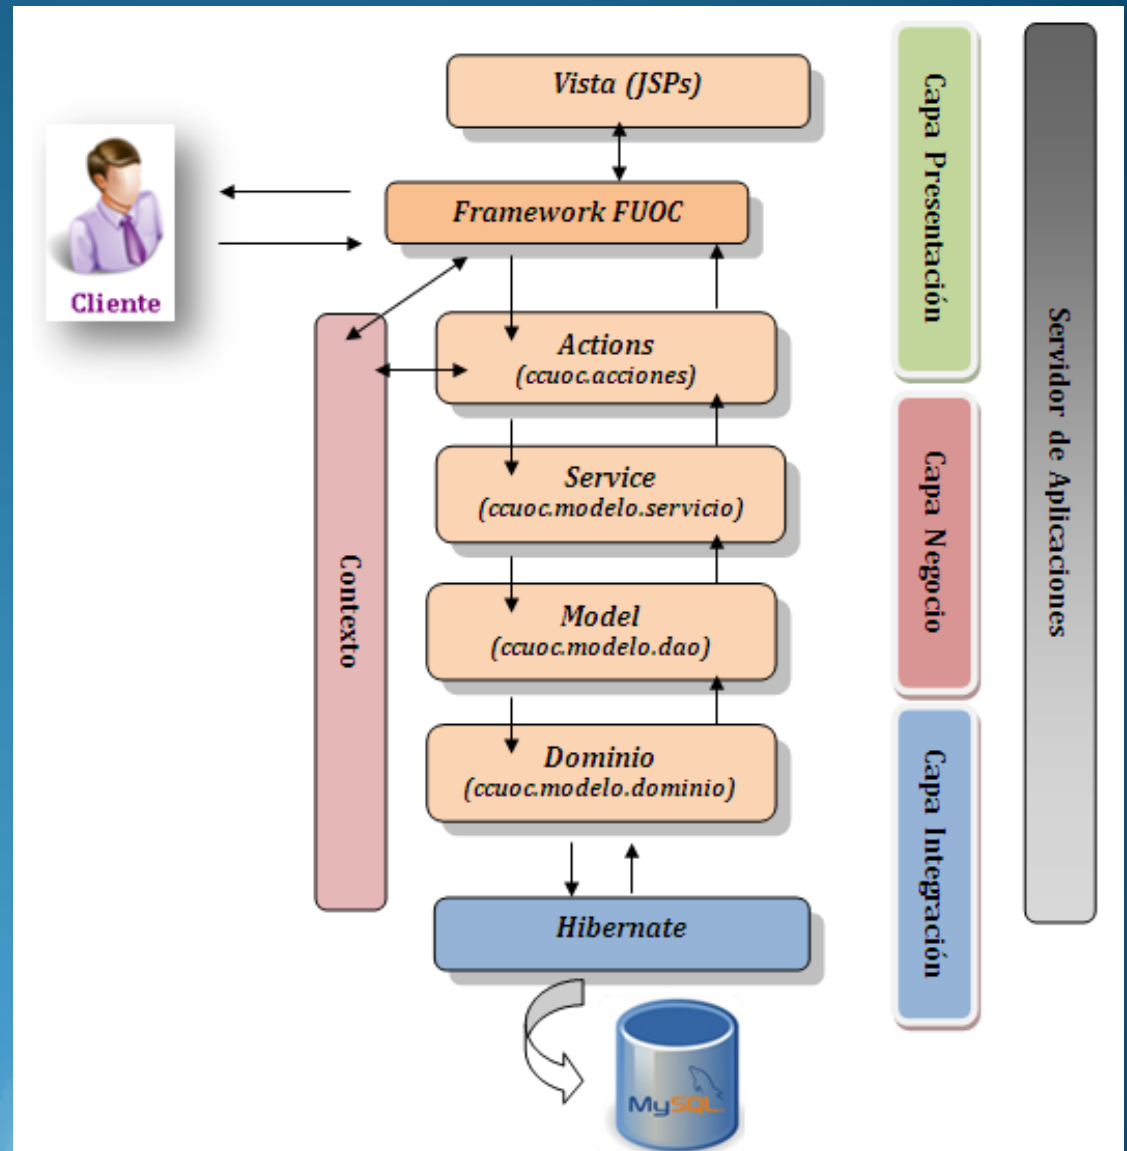 Vista (JSPs)
Framework FUOC
Cliente
Actions
(ccuoc.acciones)
Service
(ccuoc.modelo.servicio)
Model
(ccuoc.modelo.dao)
Dominio
(ccuoc.modelo.dominio)
Hibernate
MySQL
Contexto
Capa Presentación
Capa Negocio
Capa Integración
Servidor de Aplicaciones